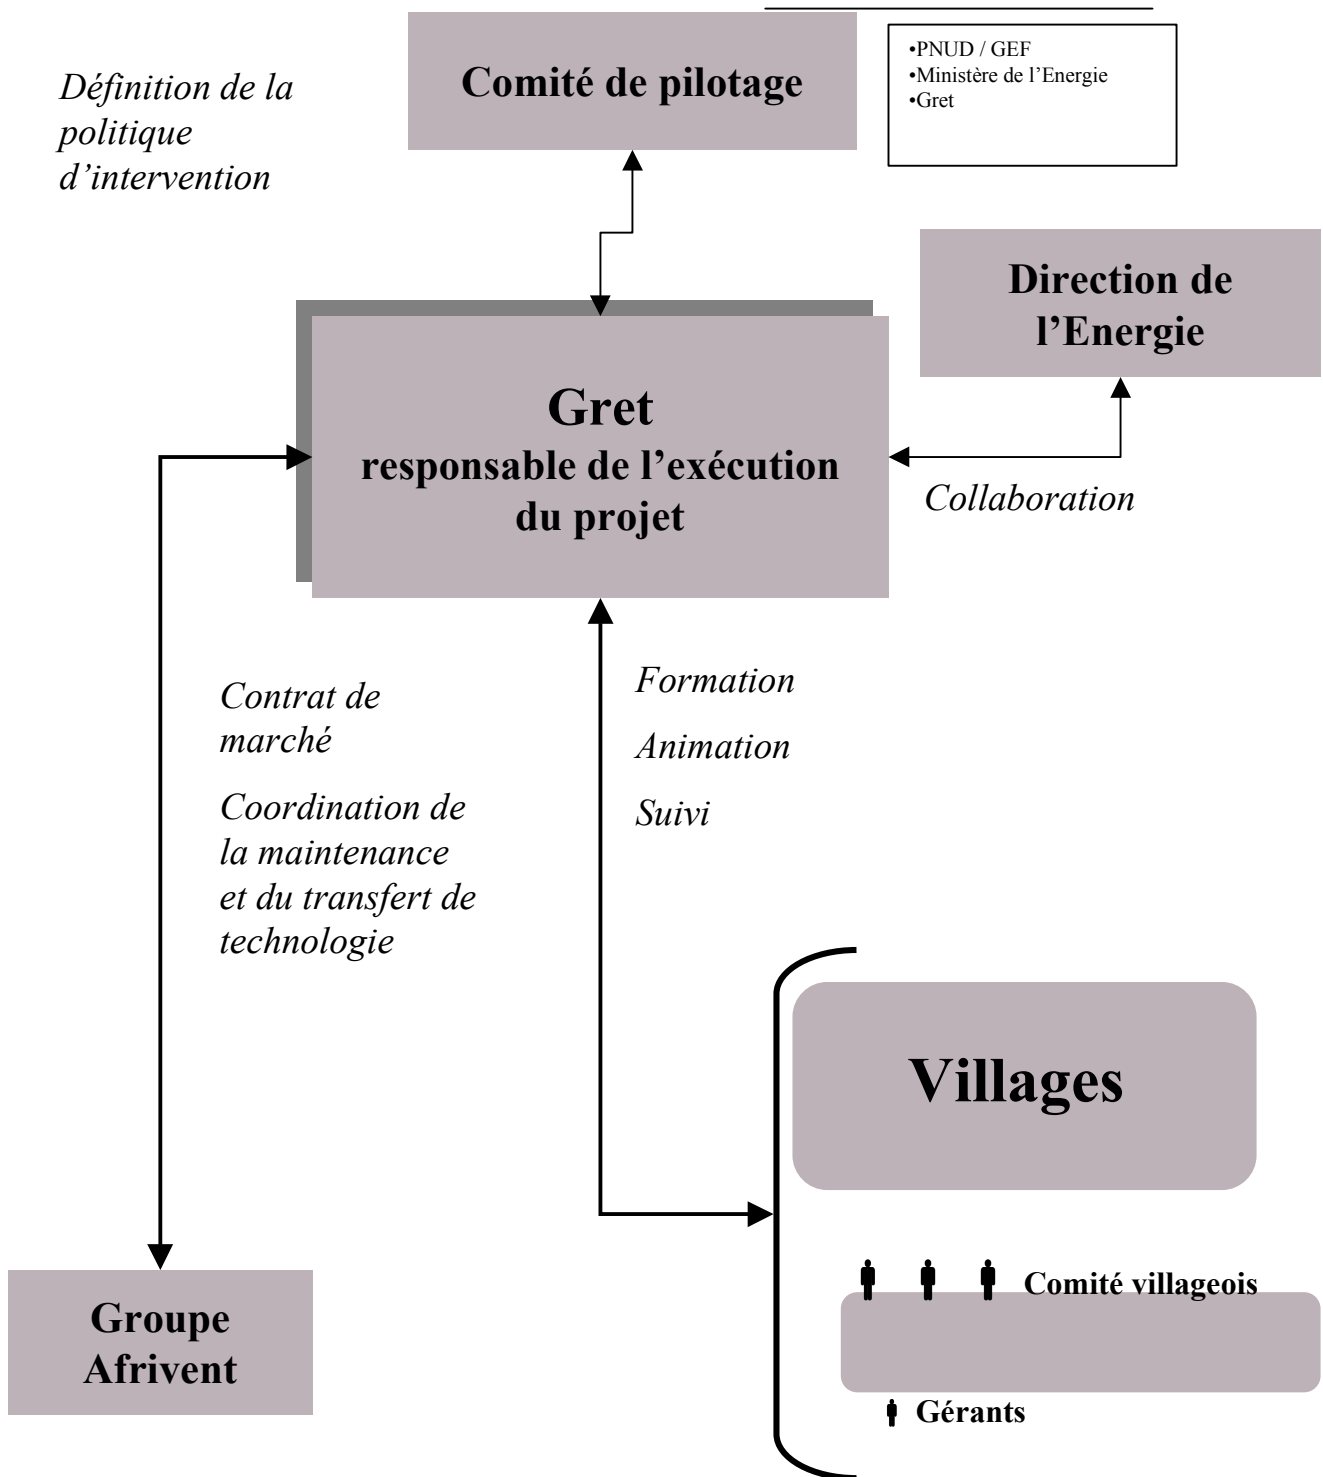 Définition de la
politique
d’intervention
Comité de pilotage
•PNUD / GEF
•Ministère de l’Energie
•Gret
Direction de
l’Energie
Gret
responsable de l’exécution
du projet
Collaboration
Contrat de
marché
Coordination de
la maintenance
et du transfert de
technologie
Formation
Animation
Suivi
Villages
Comité villageois
Gérants
Groupe
Afrivent